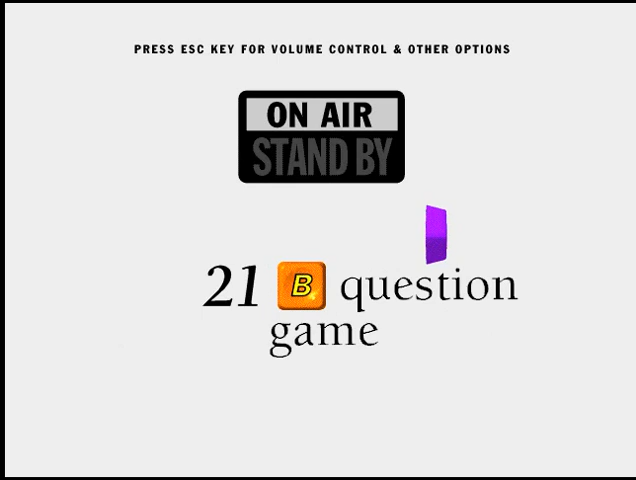 PRESS ESC KEY FOR VOLUME CONTROL & OTHER OPTIONS
ON AIR
STAND BY
21 B question
game